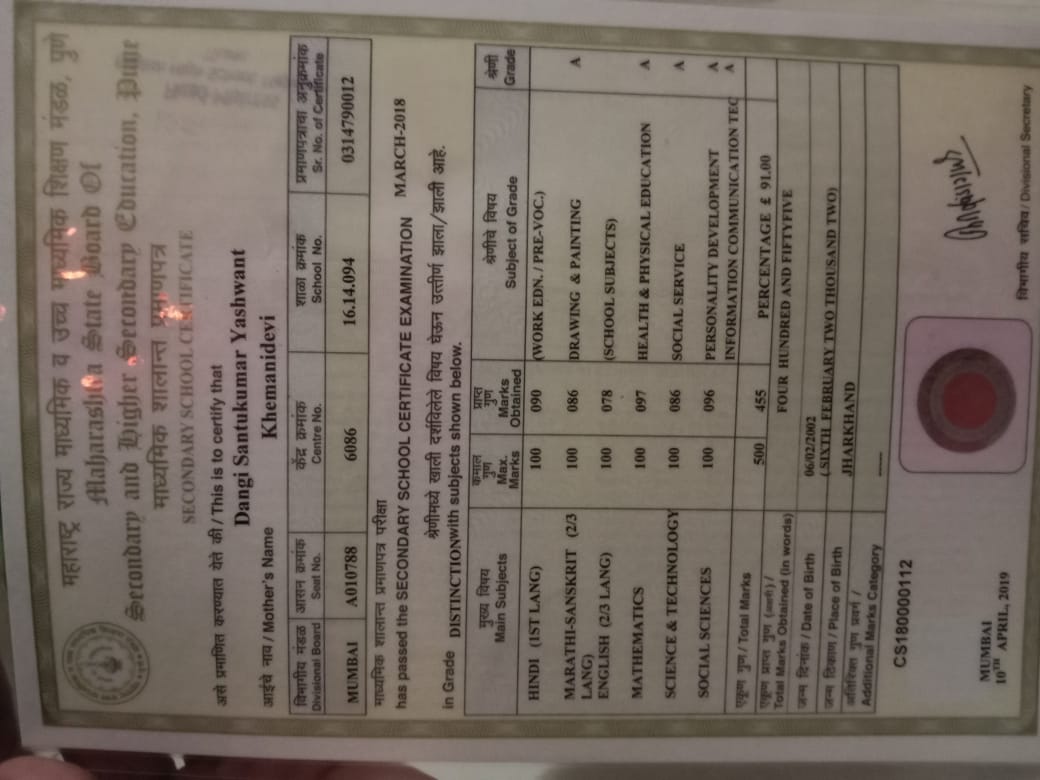 महाराष्ट्र राज्य माध्यमिक व उच्च माध्यमिक शिक्षण मंडळ, पुणे
Maharashtra State Board Of
Secondary and Higher Secondary Education, Pune
माध्यमिक शालान्त प्रमाणपत्र
SECONDARY SCHOOL CERTIFICATE
असे प्रमाणित करण्यात येते की / This is to certify that
Dangi Santukumar Yashwant
आईचे नाव / Mother's Name Khemanidevi
विभागीय मंडळ आसन क्रमांक केंद्र क्रमांक शाळा क्रमांक प्रमाणपत्राचा अनुक्रमांक
Divisional Board Seat No. Centre No. School No. Sr. No. of Certificate
MUMBAI A010788 6086 16.14.094 0314790012
माध्यमिक शालान्त प्रमाणपत्र परीक्षा
has passed the SECONDARY SCHOOL CERTIFICATE EXAMINATION MARCH-2018
श्रेणीमध्ये खाली दर्शविलेले विषय घेऊन उत्तीर्ण झाला/झाली आहे.
in Grade DISTINCTION with subjects shown below.
मुख्य विषय कमाल गुण प्राप्त गुण श्रेणीचे विषय श्रेणी
Main Subjects Max. Marks Marks Obtained Subject of Grade Grade
HINDI (1ST LANG) 100 090 (WORK EDN. / PRE-VOC.)
MARATHI-SANSKRIT (2/3 LANG) 100 086 DRAWING & PAINTING A
ENGLISH (2/3 LANG) 100 078 (SCHOOL SUBJECTS)
MATHEMATICS 100 097 HEALTH & PHYSICAL EDUCATION A
SCIENCE & TECHNOLOGY 100 086 SOCIAL SERVICE A
SOCIAL SCIENCES 100 096 PERSONALITY DEVELOPMENT A
INFORMATION COMMUNICATION TEC A
एकूण गुण / Total Marks 500 455 PERCENTAGE £ 91.00
एकूण प्राप्त गुण (अक्षरी) /
Total Marks Obtained (in words) FOUR HUNDRED AND FIFTYFIVE
जन्म दिनांक / Date of Birth 06/02/2002
( SIXTH FEBRUARY TWO THOUSAND TWO)
जन्म ठिकाण / Place of Birth JHARKHAND
अतिरिक्त गुण प्रवर्ग /
Additional Marks Category ----
CS180000112
MUMBAI
10TH APRIL, 2019
विभागीय सचिव / Divisional Secretary